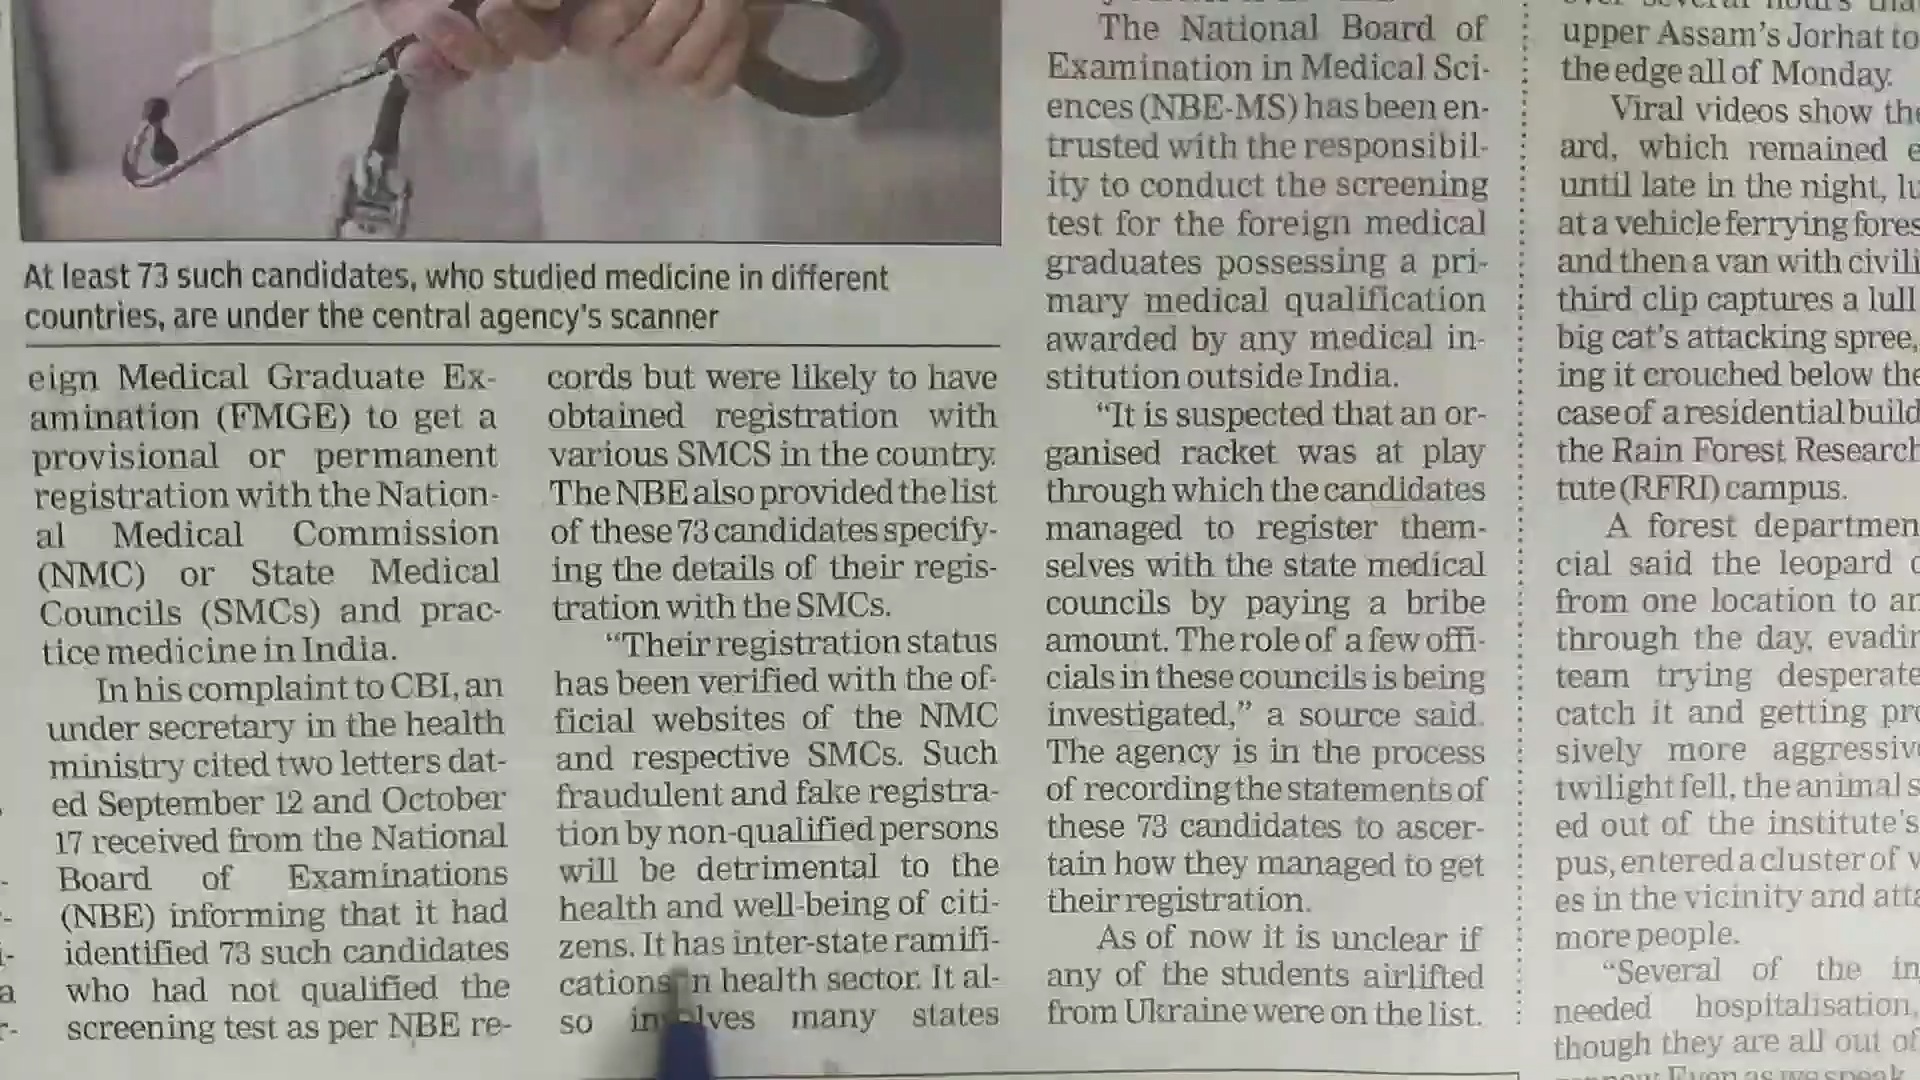 At least 73 such candidates, who studied medicine in different
countries, are under the central agency's scanner
eign Medical Graduate Ex-
amination (FMGE) to get a
provisional or permanent
registration with the Nation-
al Medical Commission
(NMC) or State Medical
Councils (SMCs) and prac-
tice medicine in India.
In his complaint to CBI, an
under secretary in the health
ministry cited two letters dat-
ed September 12 and October
17 received from the National
Board of Examinations
(NBE) informing that it had
identified 73 such candidates
who had not qualified the
screening test as per NBE re-
cords but were likely to have
obtained registration with
various SMCS in the country.
The NBE also provided the list
of these 73 candidates specify-
ing the details of their regis-
tration with the SMCs.
"Their registration status
has been verified with the of-
ficial websites of the NMC
and respective SMCs. Such
fraudulent and fake registra-
tion by non-qualified persons
will be detrimental to the
health and well-being of citi-
zens. It has inter-state ramifi-
cations in health sector. It al-
so involves many states
The National Board of
Examination in Medical Sci-
ences (NBE-MS) has been en-
trusted with the responsibil-
ity to conduct the screening
test for the foreign medical
graduates possessing a pri-
mary medical qualification
awarded by any medical in-
stitution outside India.
"It is suspected that an or-
ganised racket was at play
through which the candidates
managed to register them-
selves with the state medical
councils by paying a bribe
amount. The role of a few offi-
cials in these councils is being
investigated," a source said.
The agency is in the process
of recording the statements of
these 73 candidates to ascer-
tain how they managed to get
their registration.
As of now it is unclear if
any of the students airlifted
from Ukraine were on the list.
upper Assam's Jorhat to
the edge all of Monday.
Viral videos show the
ard, which remained
until late in the night,
at a vehicle ferrying
and then a van with
third clip captures a lull
big cat's attacking spree,
ing it crouched below the
case of a residential build
the Rain Forest Research
tute (RFRI) campus.
A forest departmen
cial said the leopard
from one location to
through the day, evadin
team trying desperate
catch it and getting
sively more aggressiv
twilight fell, the animal
ed out of the institute's
pus, entered a cluster of
es in the vicinity and
more people.
"Several of the
needed hospitalisation,
though they are all out of